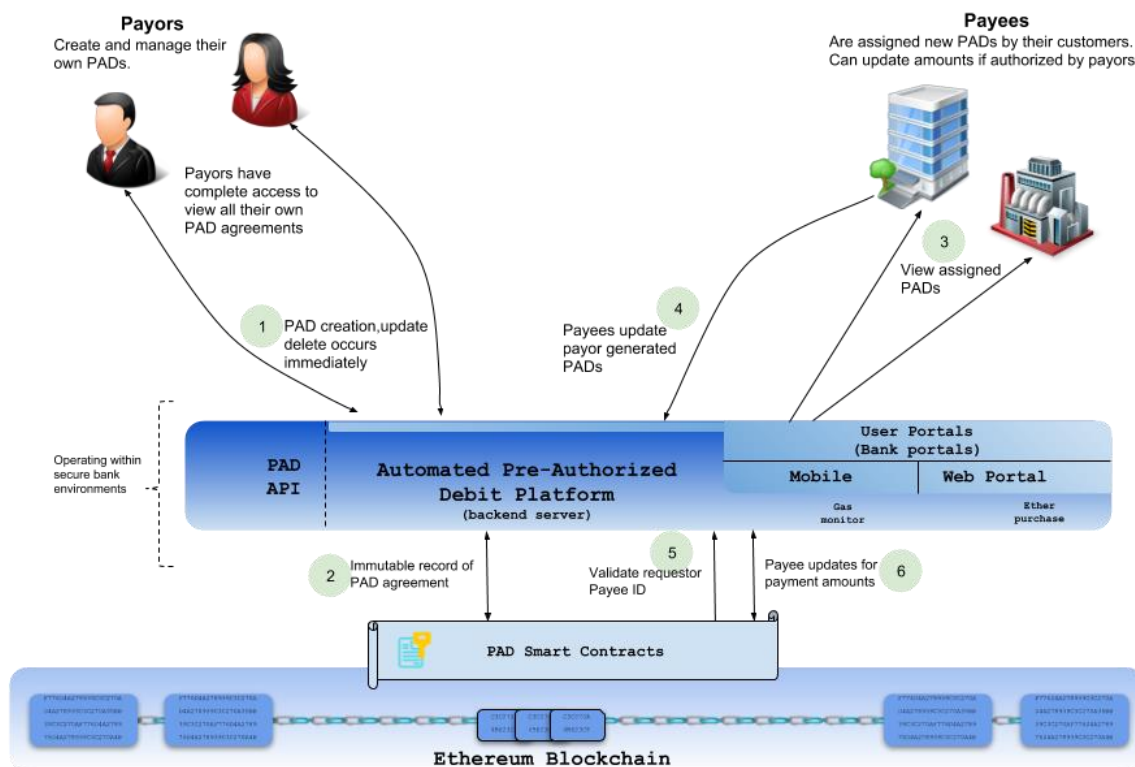 Payors
Create and manage their
own PADs.
Payees
Are assigned new PADs by their customers.
Can update amounts if authorized by payors
Payors have
complete access to
view all their own
PAD agreements
3
View assigned
PADs
1
PAD creation,update
delete occurs
immediately
4
Payees update
payor generated
PADs
Operating within
secure bank
environments
PAD
API
Automated Pre-Authorized
Debit Platform
(backend server)
User Portals
(Bank portals)
Mobile
Web Portal
Gas
monitor
Ether
purchase
2
Immutable record of
PAD agreement
5
Validate requestor
Payee ID
Payee updates for
payment amounts
6
PAD Smart Contracts
Ethereum Blockchain